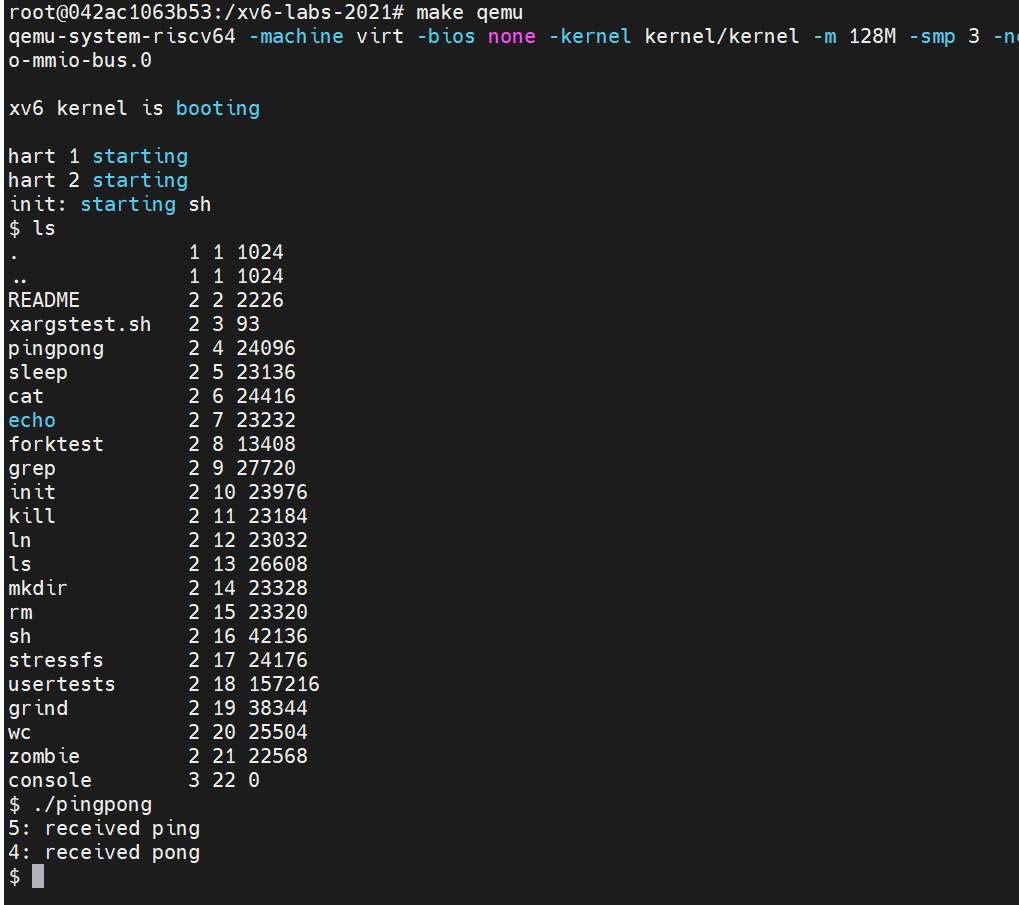 root@042ac1063b53:/xv6-labs-2021# make qemu
qemu-system-riscv64 -machine virt -bios none -kernel kernel/kernel -m 128M -smp 3
o-mmio-bus.0
xv6 kernel is booting
hart 1 starting
hart 2 starting
init: starting sh
$ ls
. 1 1 1024
.. 1 1 1024
README 2 2 2226
xargstest.sh 2 3 93
pingpong 2 4 24096
sleep 2 5 23136
cat 2 6 24416
echo 2 7 23232
forktest 2 8 13408
grep 2 9 27720
init 2 10 23976
kill 2 11 23184
ln 2 12 23032
ls 2 13 26608
mkdir 2 14 23328
rm 2 15 23320
sh 2 16 42136
stressfs 2 17 24176
usertests 2 18 157216
grind 2 19 38344
wc 2 20 25504
zombie 2 21 22568
console 3 22 0
$ ./pingpong
5: received ping
4: received pong
$